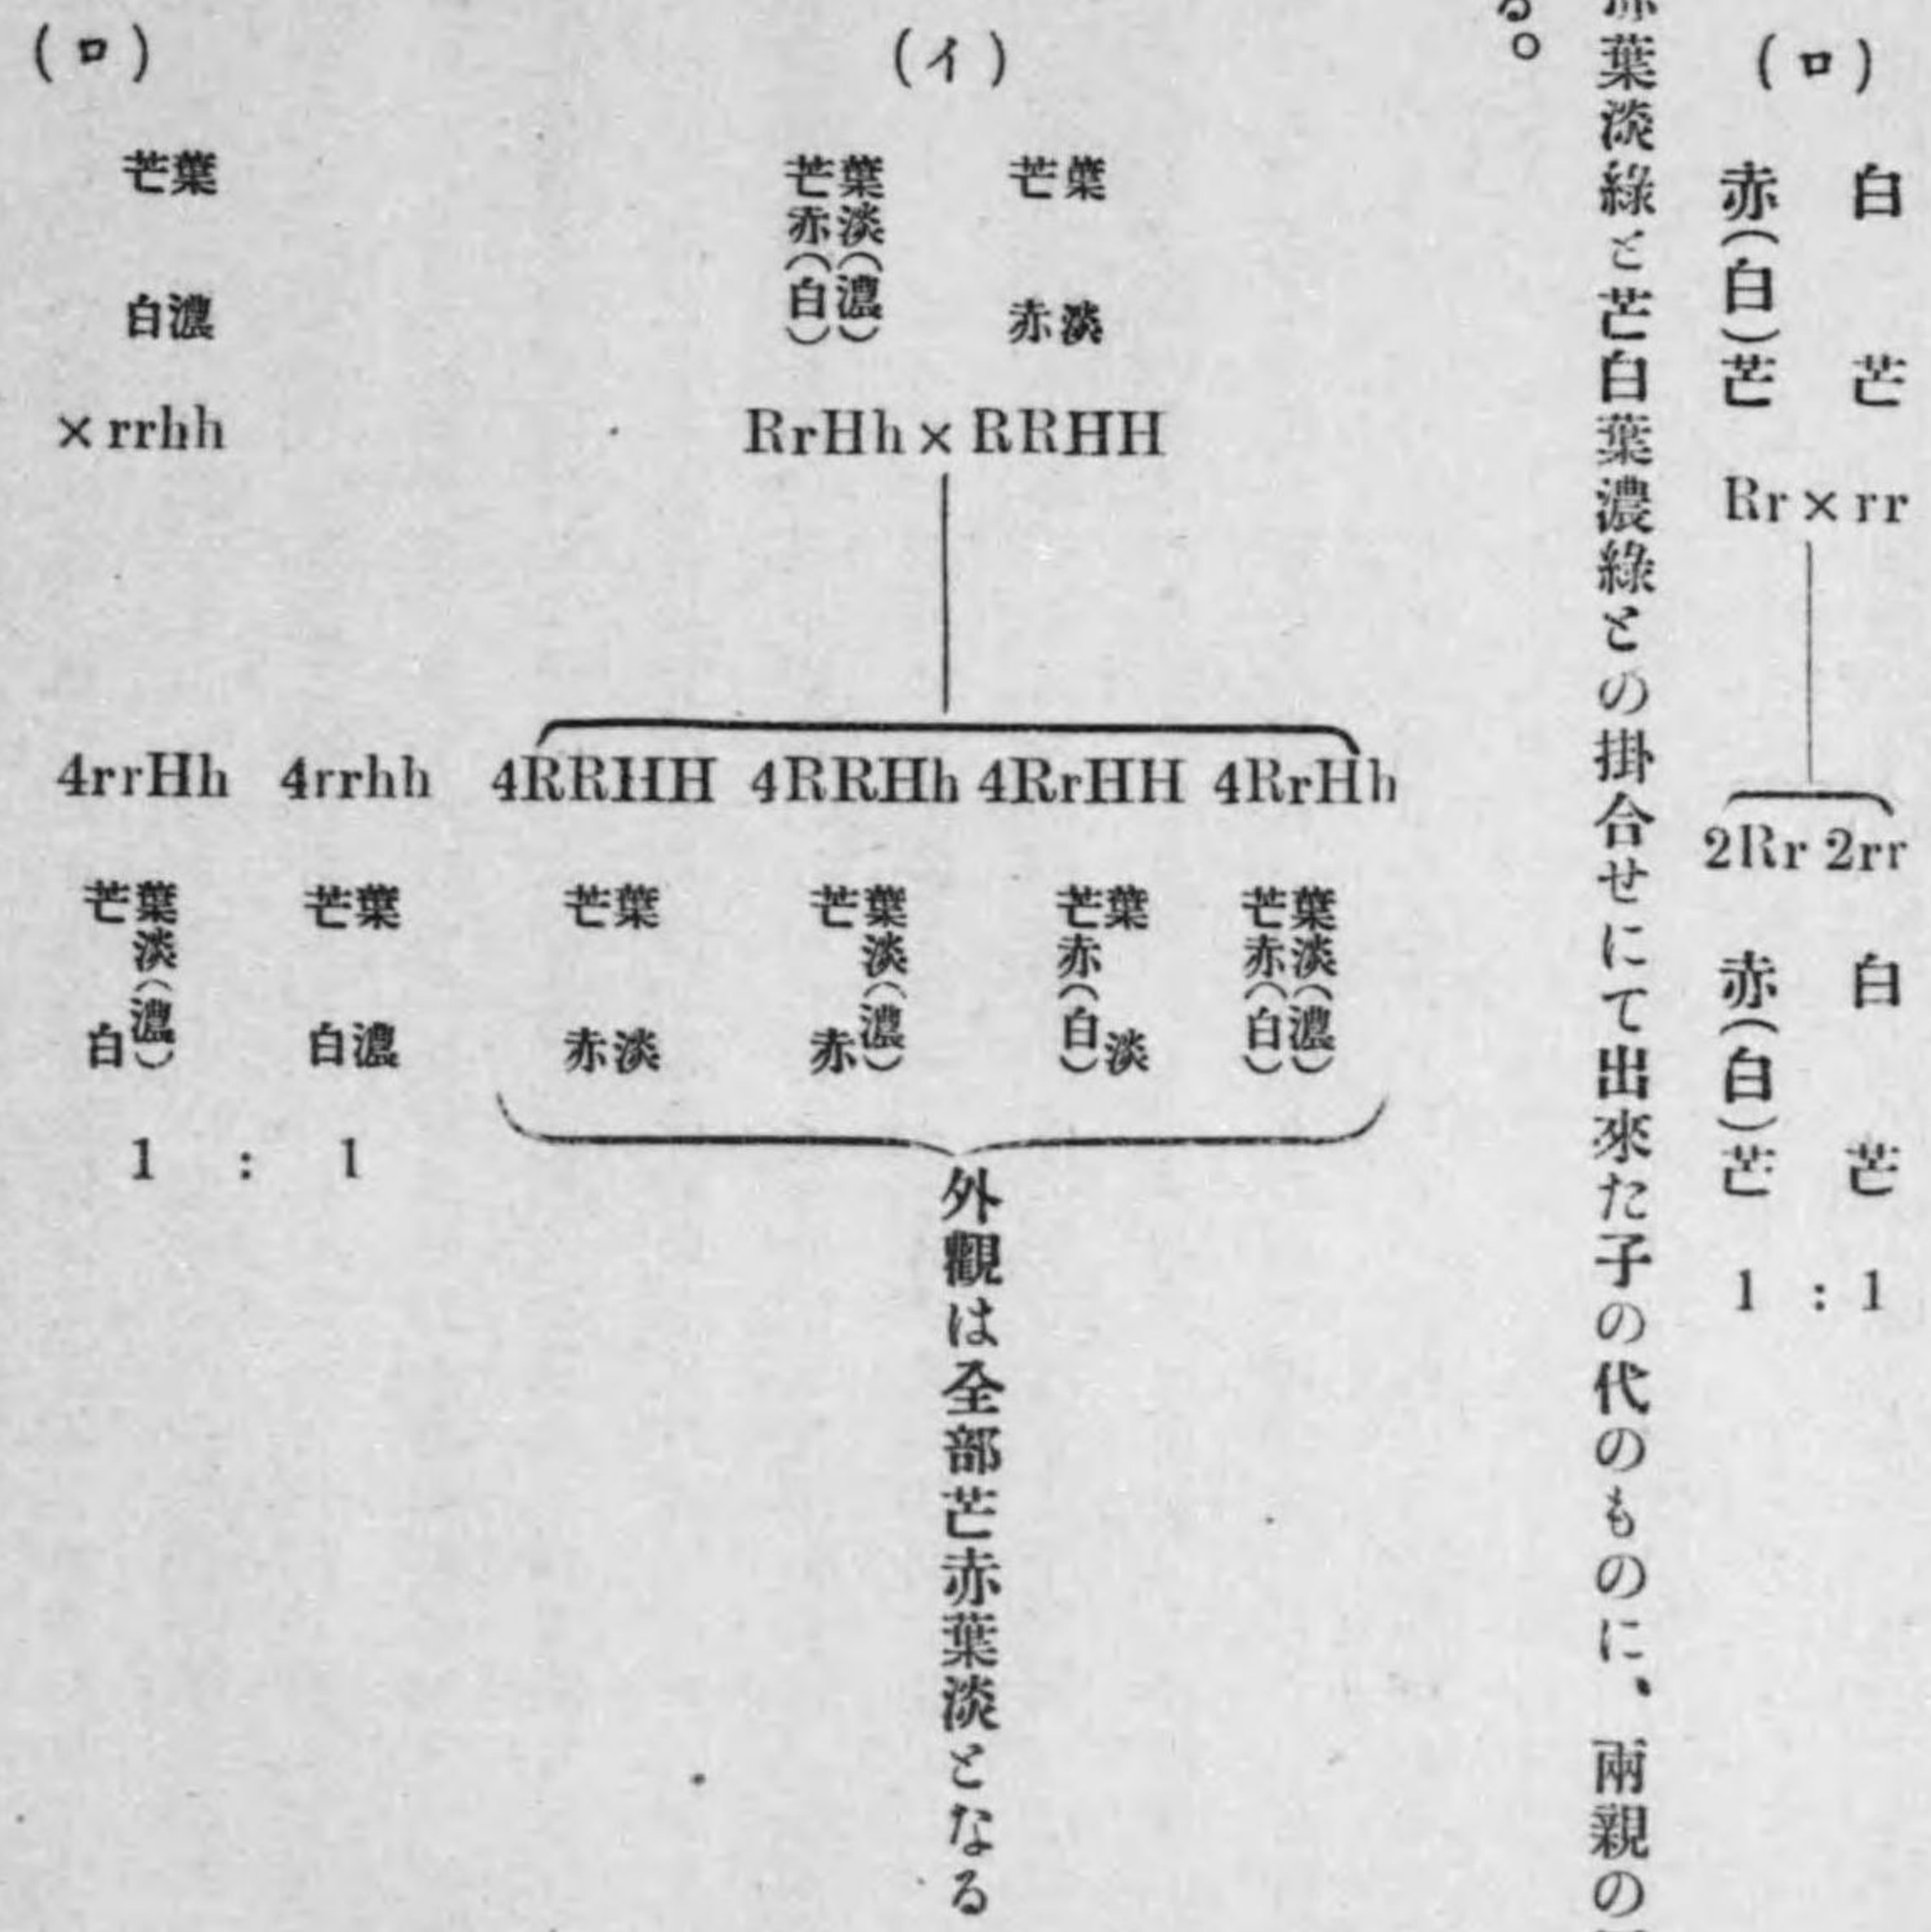 (ロ)
白芒
赤(白)芒
Rr×rr
2Rr 2rr
白芒
赤(白)芒
1 : 1
葉淡綠と芒白葉濃綠との掛合せにて出來た子の代のものに、兩親の
る。
(イ)
葉淡
芒赤
葉淡(濃)
芒赤(白)
RrHh×RRHH
4RRHH 4RRHh 4RrHH 4RrHh
葉淡(濃)
芒赤(白)
葉淡
芒赤(白)
葉淡(濃)
芒赤
葉淡
芒赤
外觀は全部芒赤葉淡となる
(ロ)
葉濃
芒白
×rrhh
4rrHh 4rrhh
葉濃
芒白
葉淡(濃)
芒白
1 : 1